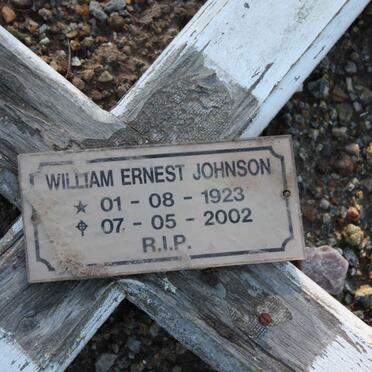 WILLIAM ERNEST JOHNSON
01 - 08 - 1923
07 - 05 - 2002
R.I.P.